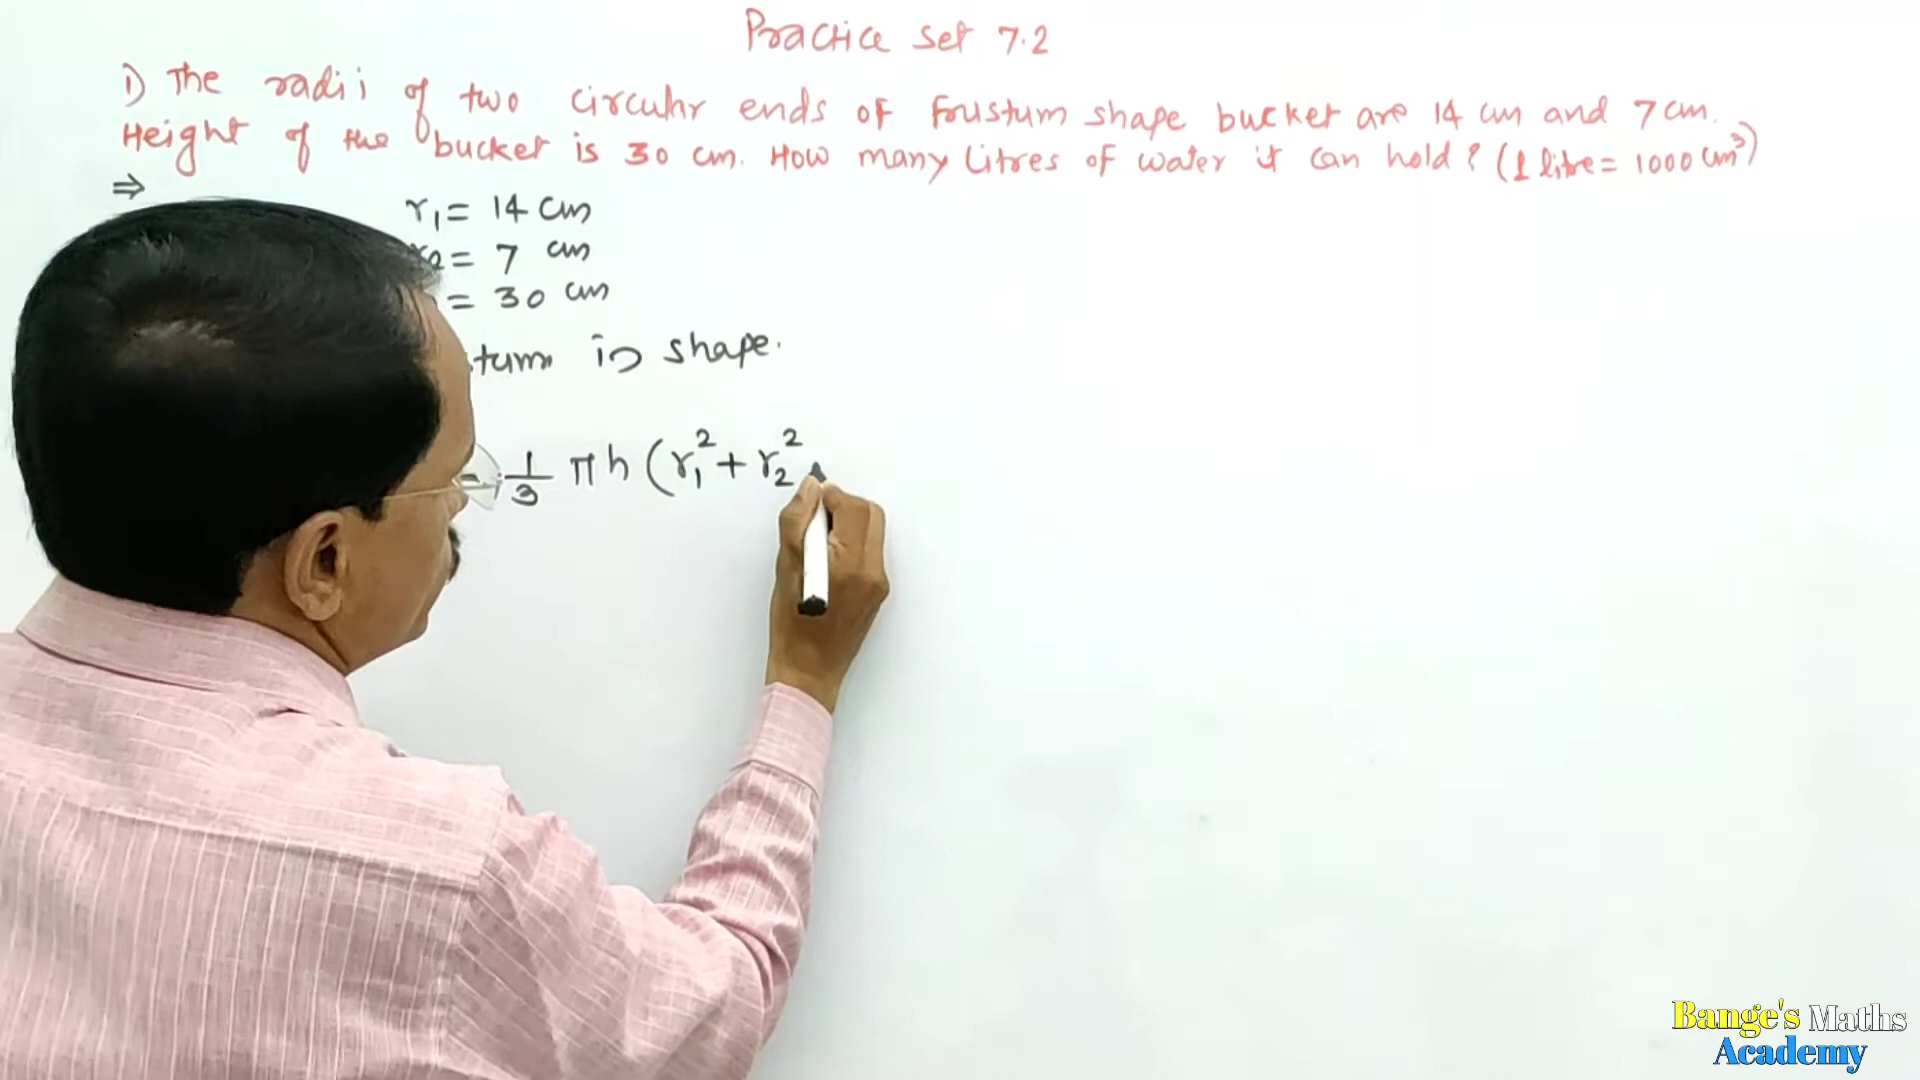 Practice Set 7.2
1) The radii of two circular ends of frustum shape bucket are 14 cm and 7 cm.
Height of the bucket is 30 cm. How many Litres of water it can hold? (1 litre = 1000 cm³)
⇒
r₁ = 14 cm
= 7 cm
= 30 cm
in shape.
1/3 πh (r₁² + r₂²
Bange's Maths
Academy